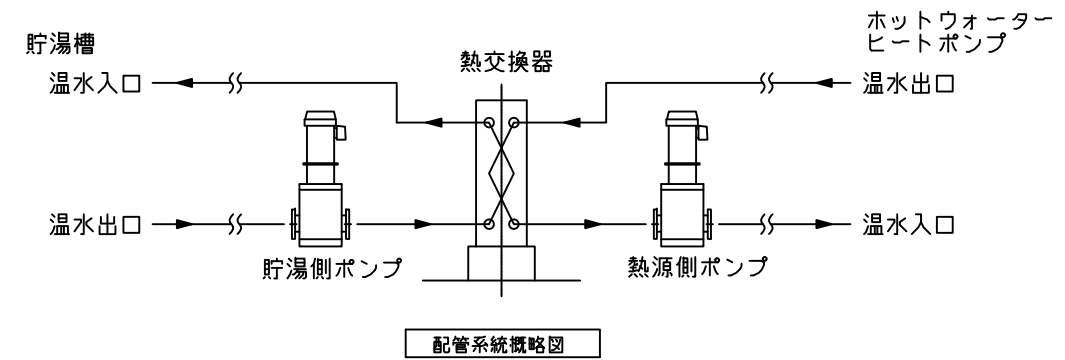 貯湯槽
温水入口
熱交換器
ホットウォーター
ヒートポンプ
温水出口
温水出口
貯湯側ポンプ
熱源側ポンプ
温水入口
配管系統概略図